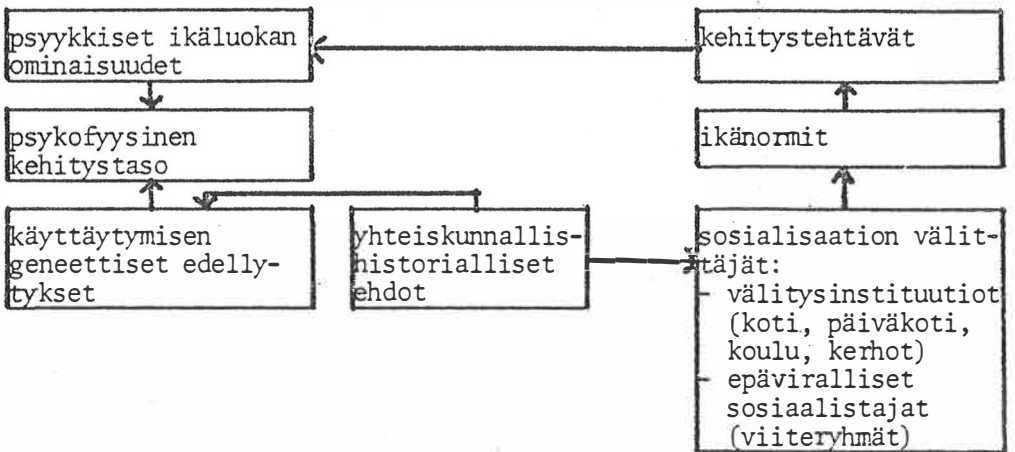 psyykkiset ikäluokan
ominaisuudet
kehitystehtävät
psykofyysinen
kehitystaso
ikänormit
käyttäytymisen
geneettiset edelly-
tykset
yhteiskunnallis-
historialliset
ehdot
sosialisaation välit-
täjät:
- välitysinstituutiot
(koti, päiväkoti,
koulu, kerhot)
- epäviralliset
sosiaalistajat
(viiteryhmät)